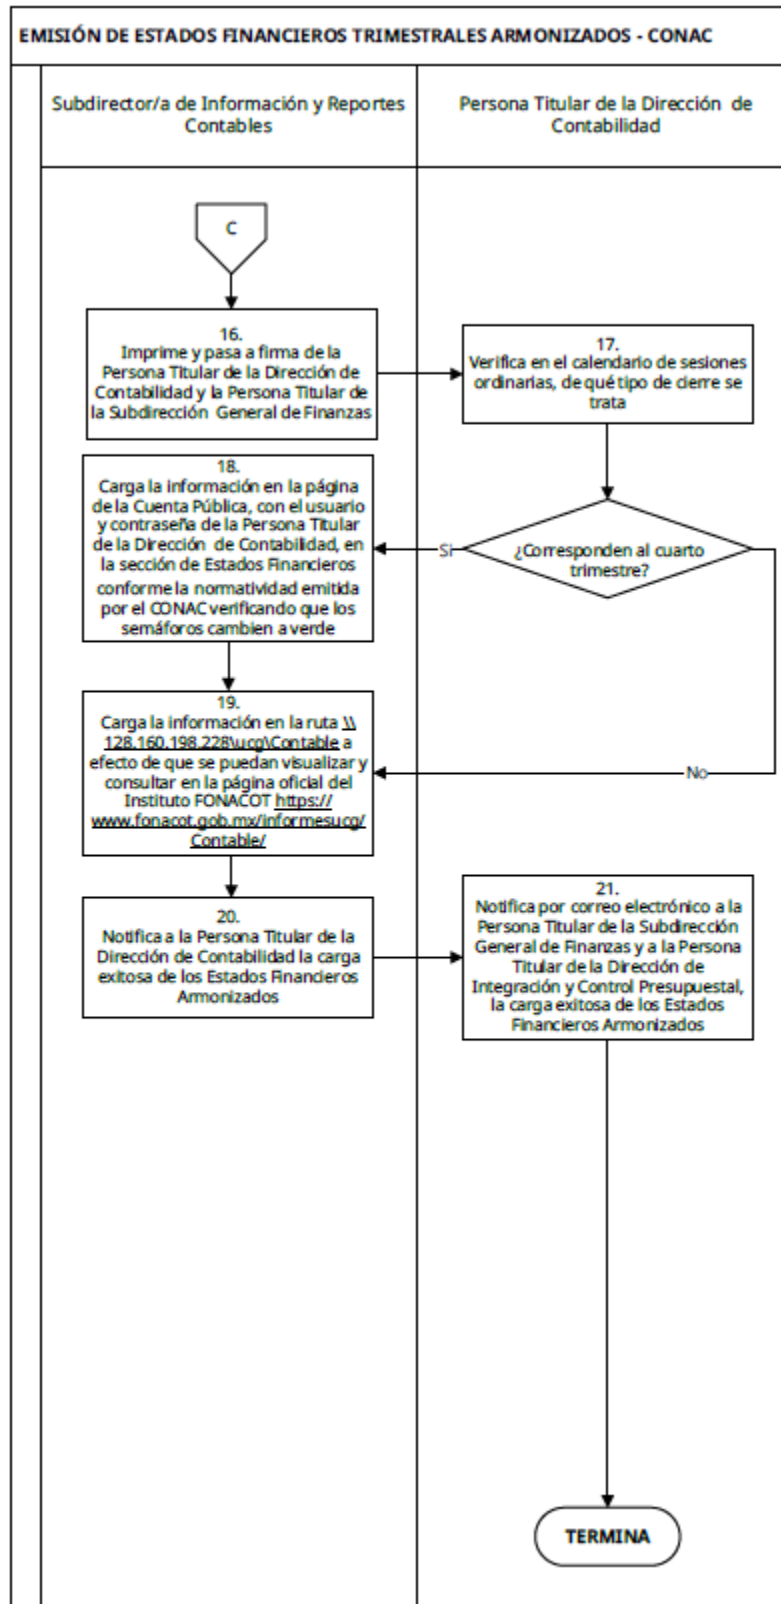 EMISIÓN DE ESTADOS FINANCIEROS TRIMESTRALES ARMONIZADOS - CONAC
Subdirector/a de Información y Reportes
Contables
Persona Titular de la Dirección de
Contabilidad
C
16.
Imprime y pasa a firma de la
Persona Titular de la Dirección de
Contabilidad y la Persona Titular de
la Subdirección General de Finanzas
17.
Verifica en el calendario de sesiones
ordinarias, de qué tipo de cierre se
trata
¿Corresponden al cuarto
trimestre?
Si
No
18.
Carga la información en la página
de la Cuenta Pública, con el usuario
y contraseña de la Persona Titular
de la Dirección de Contabilidad, en
la sección de Estados Financieros
conforme la normatividad emitida
por el CONAC verificando que los
semáforos cambien a verde
19.
Carga la información en la ruta \\
128.160.198.228\ucg\Contable a
efecto de que se puedan visualizar y
consultar en la página oficial del
Instituto FONACOT https://
www.fonacot.gob.mx/informesucg/
Contable/
20.
Notifica a la Persona Titular de la
Dirección de Contabilidad la carga
exitosa de los Estados Financieros
Armonizados
21.
Notifica por correo electrónico a la
Persona Titular de la Subdirección
General de Finanzas y a la Persona
Titular de la Dirección de
Integración y Control Presupuestal,
la carga exitosa de los Estados
Financieros Armonizados
TERMINA